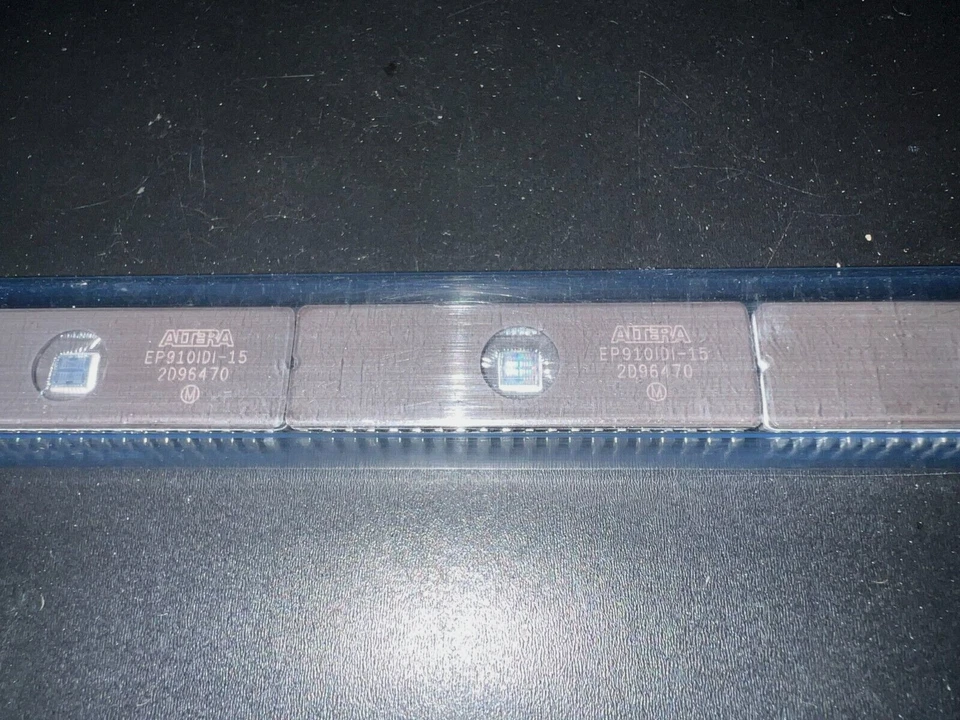 ALTERA
EP910IDI-15
2D96470
M
ALTERA
EP910IDI-15
2D96470
M